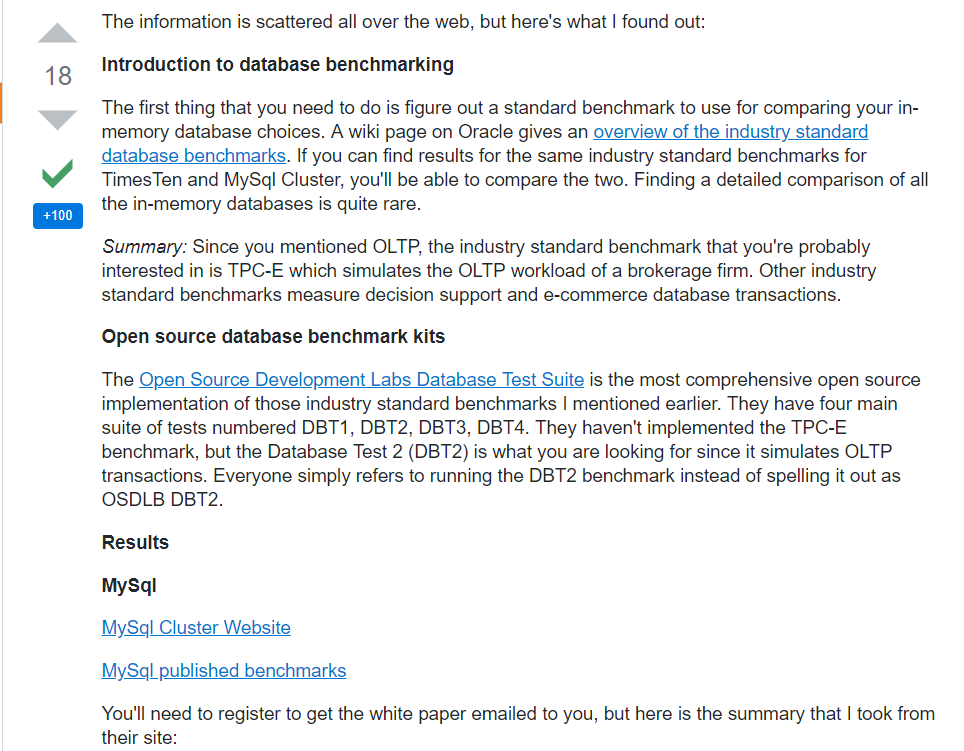 The information is scattered all over the web, but here's what I found out:
18
Introduction to database benchmarking
+100
The first thing that you need to do is figure out a standard benchmark to use for comparing your in-
memory database choices. A wiki page on Oracle gives an overview of the industry standard
database benchmarks. If you can find results for the same industry standard benchmarks for
TimesTen and MySql Cluster, you'll be able to compare the two. Finding a detailed comparison of all
the in-memory databases is quite rare.
Summary: Since you mentioned OLTP, the industry standard benchmark that you're probably
interested in is TPC-E which simulates the OLTP workload of a brokerage firm. Other industry
standard benchmarks measure decision support and e-commerce database transactions.
Open source database benchmark kits
The Open Source Development Labs Database Test Suite is the most comprehensive open source
implementation of those industry standard benchmarks I mentioned earlier. They have four main
suite of tests numbered DBT1, DBT2, DBT3, DBT4. They haven't implemented the TPC-E
benchmark, but the Database Test 2 (DBT2) is what you are looking for since it simulates OLTP
transactions. Everyone simply refers to running the DBT2 benchmark instead of spelling it out as
OSDLB DBT2.
Results
MySql
MySql Cluster Website
MySql published benchmarks
You'll need to register to get the white paper emailed to you, but here is the summary that I took from
their site: